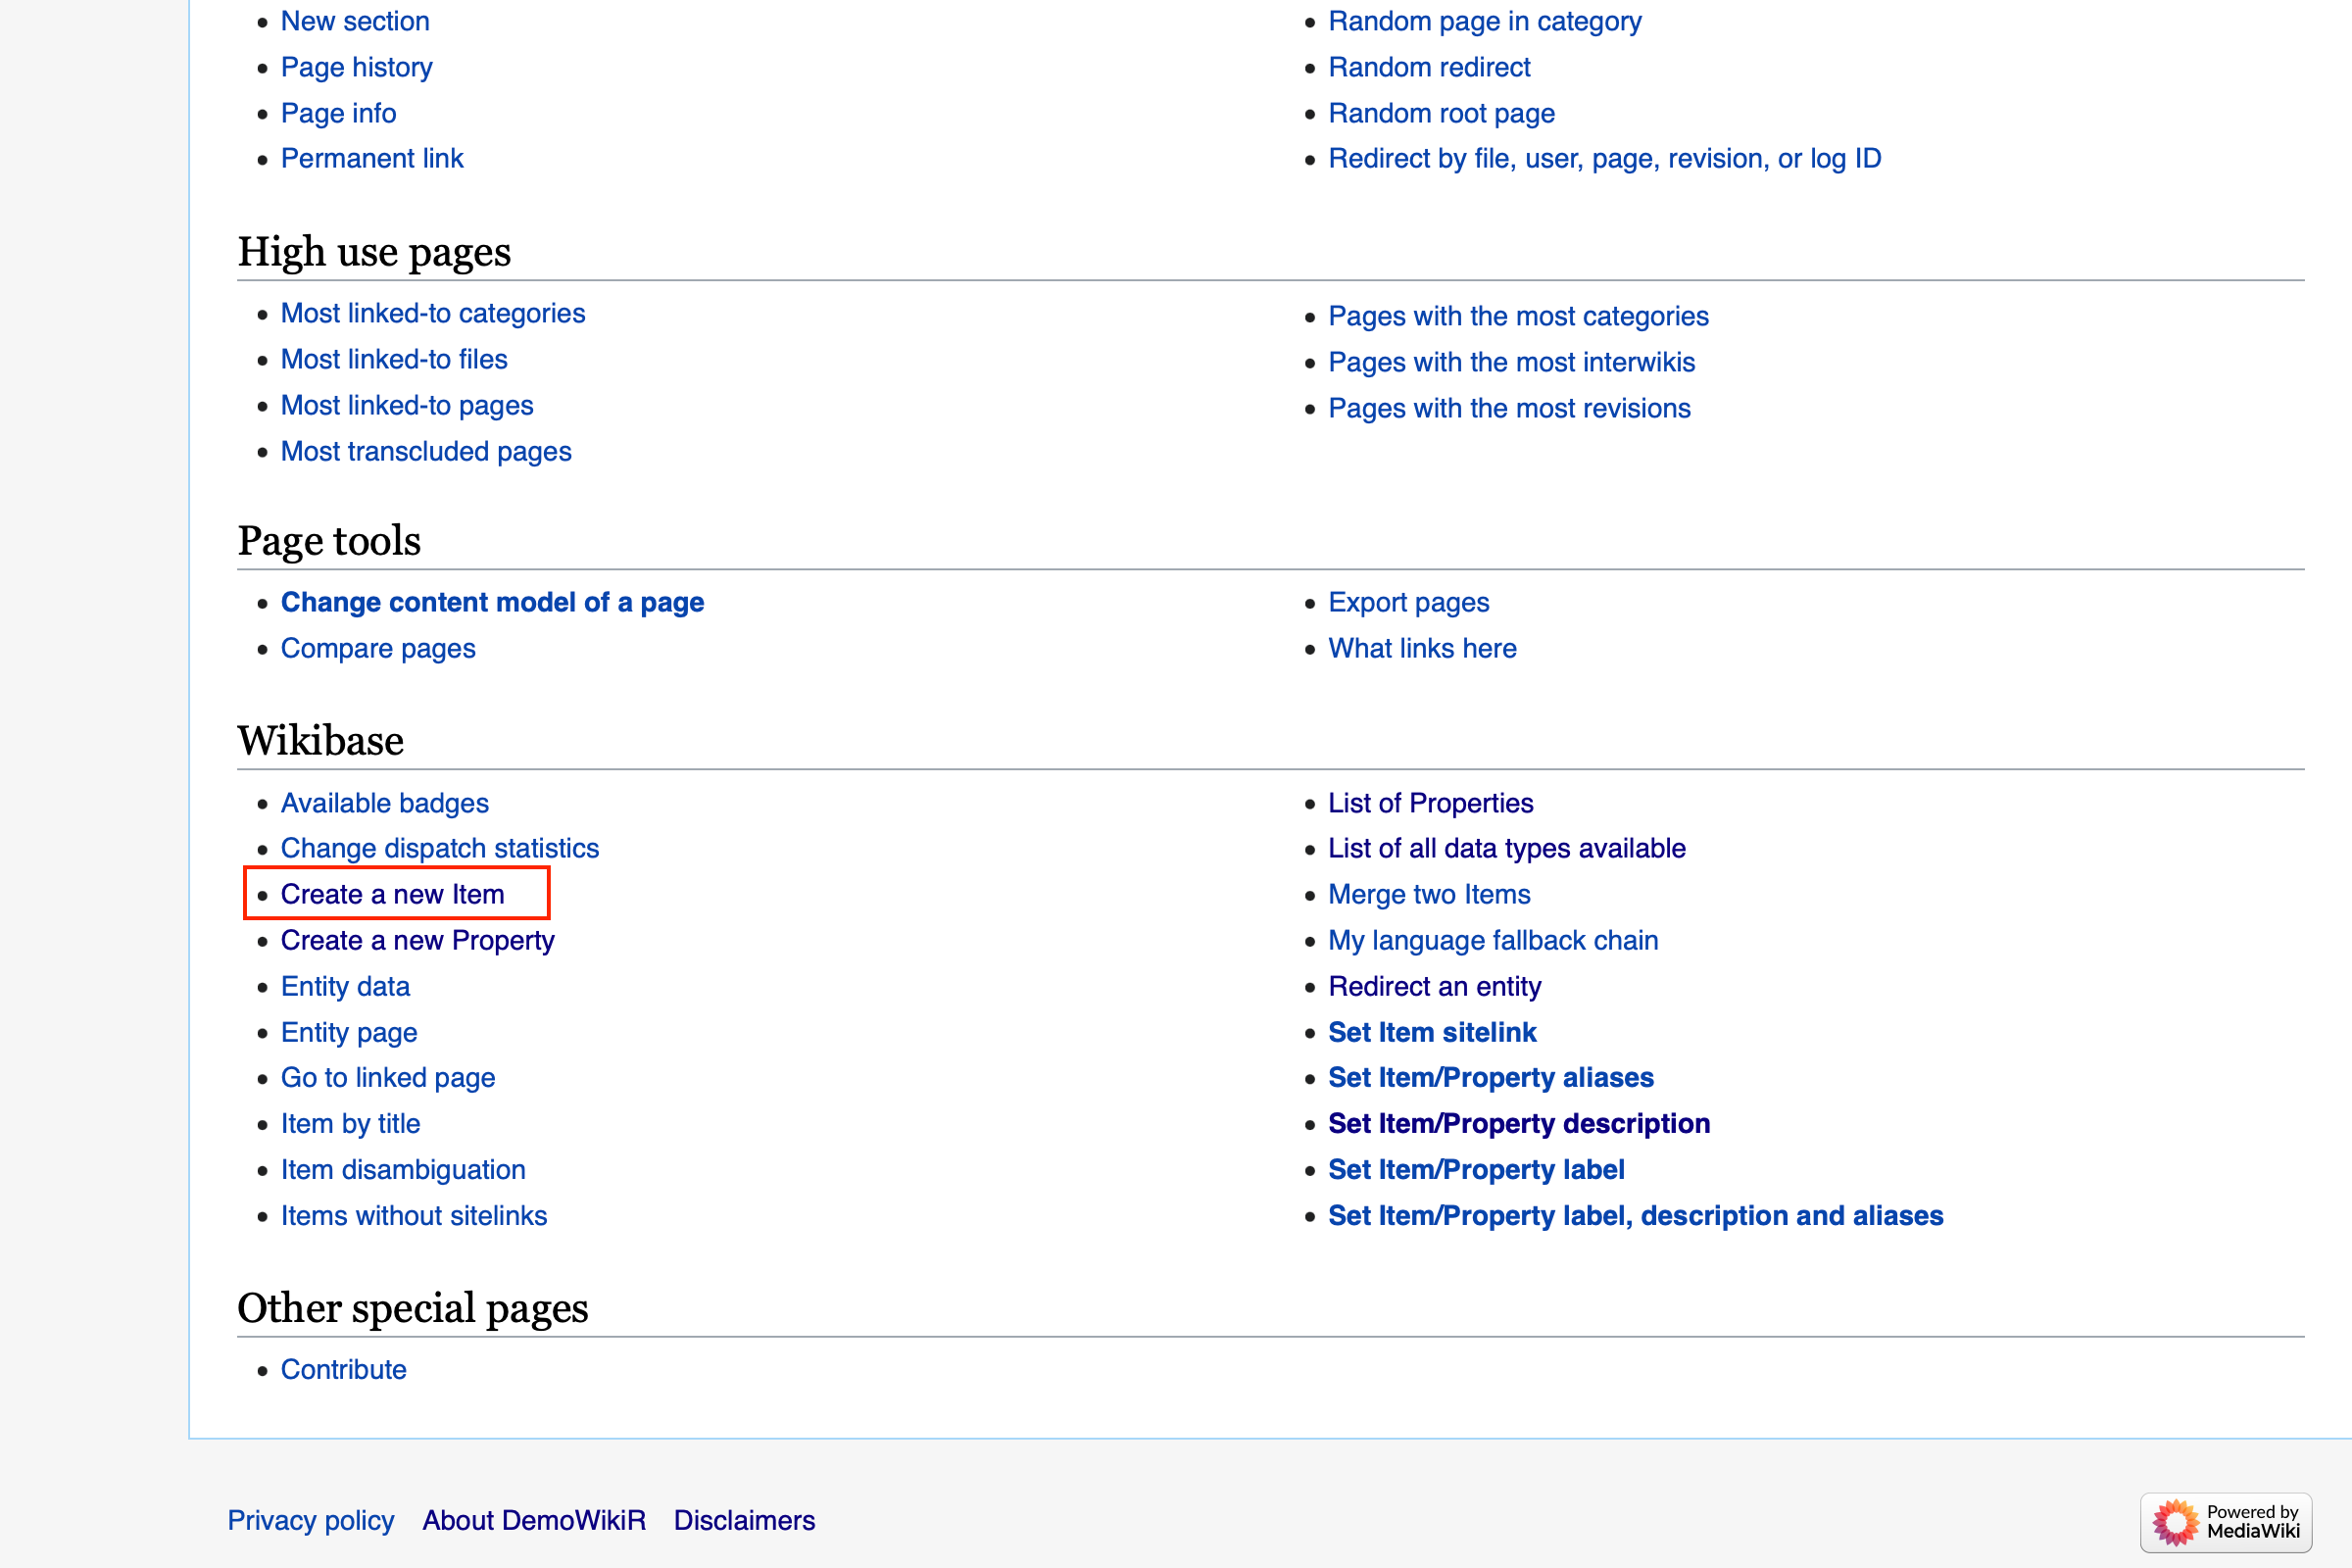 New section
Page history
Page info
Permanent link
Random page in category
Random redirect
Random root page
Redirect by file, user, page, revision, or log ID
High use pages
Most linked-to categories
Most linked-to files
Most linked-to pages
Most transcluded pages
Pages with the most categories
Pages with the most interwikis
Pages with the most revisions
Page tools
Change content model of a page
Compare pages
Export pages
What links here
Wikibase
Available badges
Change dispatch statistics
Create a new Item
Create a new Property
Entity data
Entity page
Go to linked page
Item by title
Item disambiguation
Items without sitelinks
List of Properties
List of all data types available
Merge two Items
My language fallback chain
Redirect an entity
Set Item sitelink
Set Item/Property aliases
Set Item/Property description
Set Item/Property label
Set Item/Property label, description and aliases
Other special pages
Contribute
Privacy policy About DemoWikiR Disclaimers
Powered by
MediaWiki